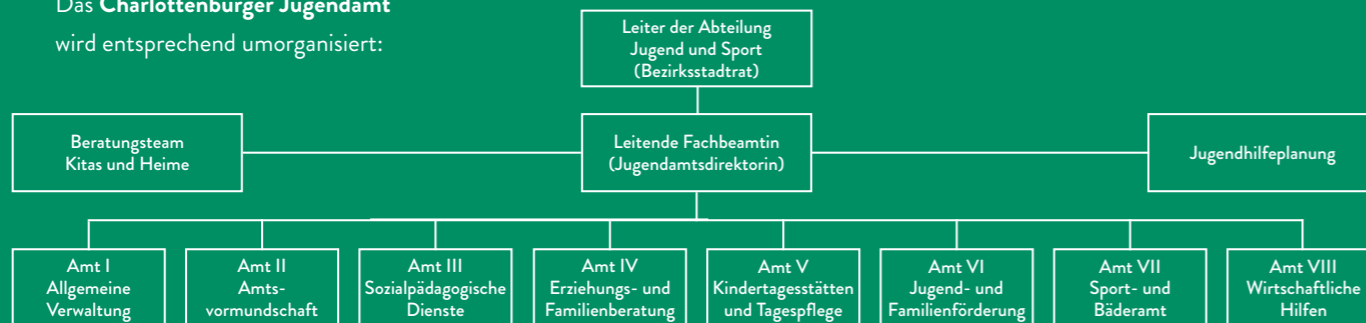 Das Charlottenburger Jugendamt
wird entsprechend umorganisiert:
Leiter der Abteilung
Jugend und Sport
(Bezirksstadtrat)
Beratungsteam
Kitas und Heime
Leitende Fachbeamtin
(Jugendamtsdirektorin)
Jugendhilfeplanung
Amt I
Allgemeine
Verwaltung
Amt II
Amts-
vormundschaft
Amt III
Sozialpädagogische
Dienste
Amt IV
Erziehungs- und
Familienberatung
Amt V
Kindertagesstätten
und Tagespflege
Amt VI
Jugend- und
Familienförderung
Amt VII
Sport- und
Bäderamt
Amt VIII
Wirtschaftliche
Hilfen